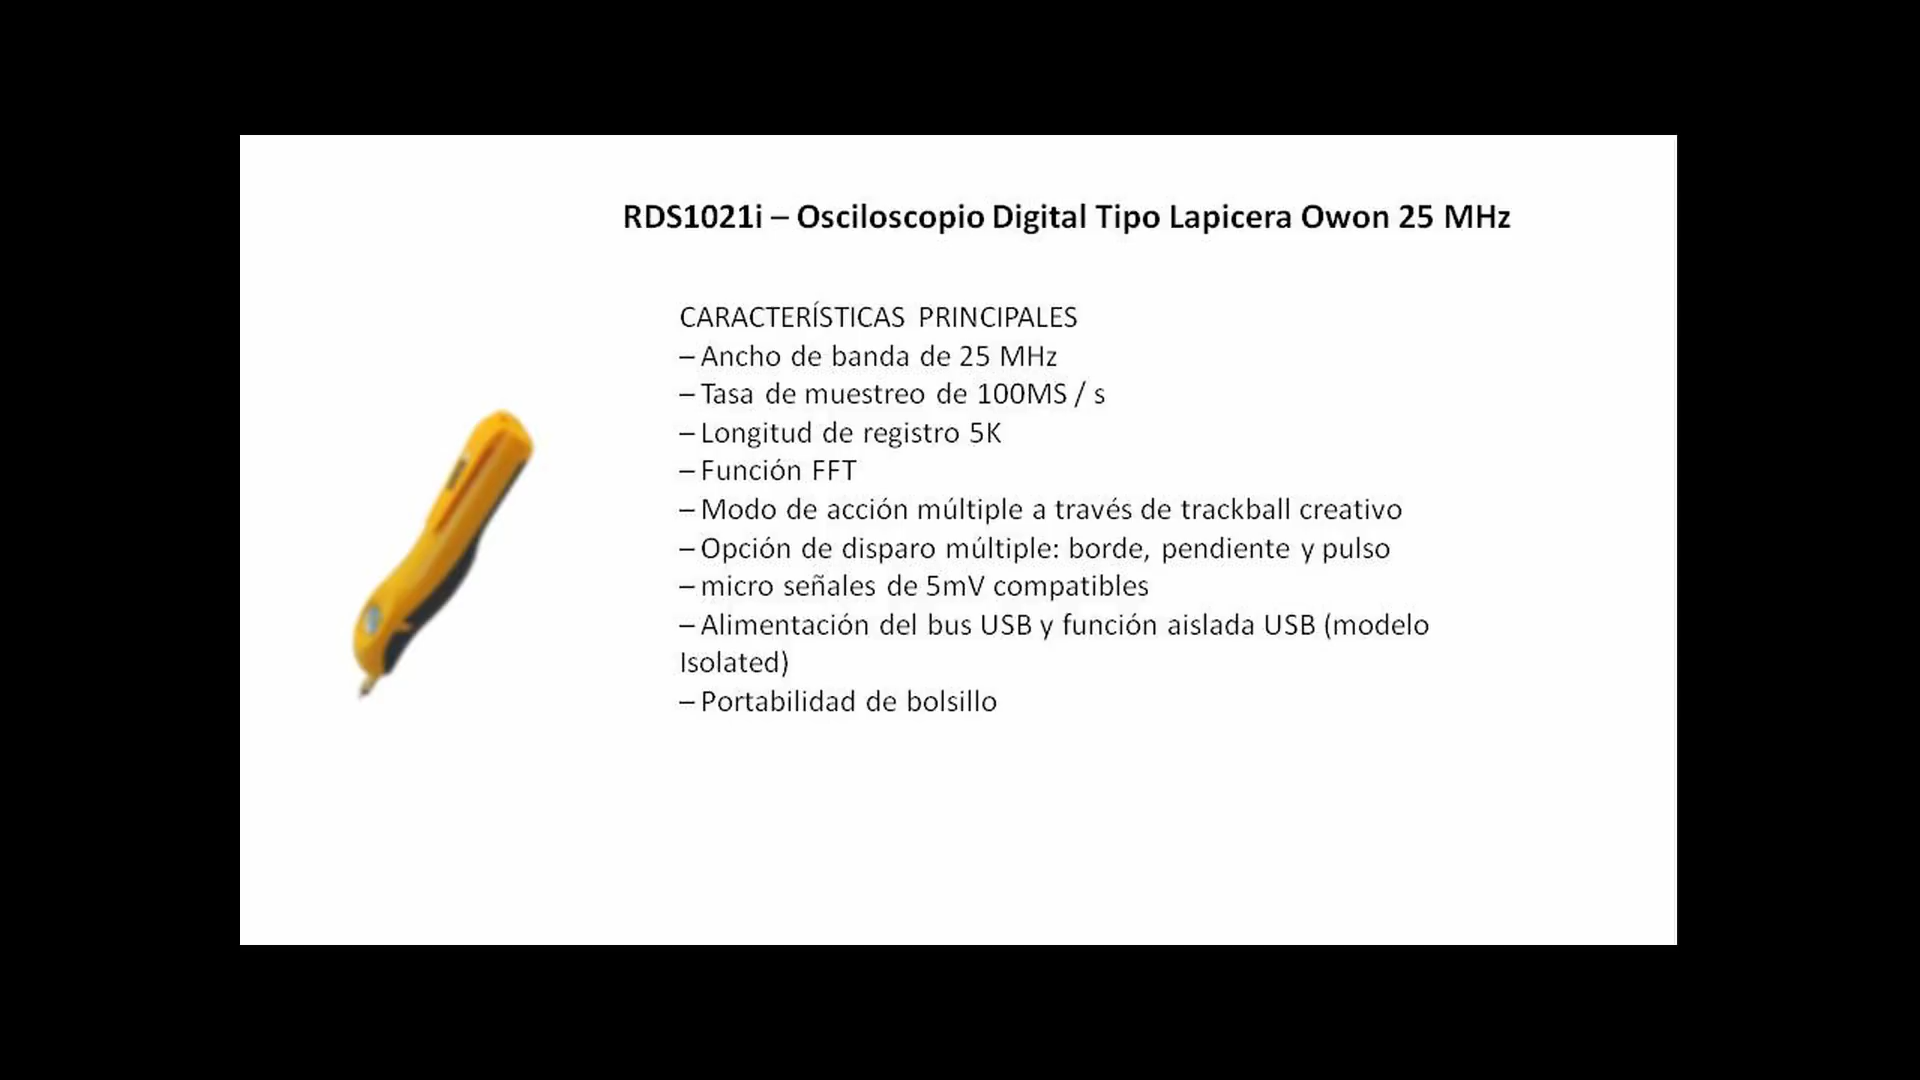 RDS1021i – Osciloscopio Digital Tipo Lapicera Owon 25 MHz
CARACTERÍSTICAS PRINCIPALES
– Ancho de banda de 25 MHz
– Tasa de muestreo de 100MS / s
– Longitud de registro 5K
– Función FFT
– Modo de acción múltiple a través de trackball creativo
– Opción de disparo múltiple: borde, pendiente y pulso
– micro señales de 5mV compatibles
– Alimentación del bus USB y función aislada USB (modelo
Isolated)
– Portabilidad de bolsillo